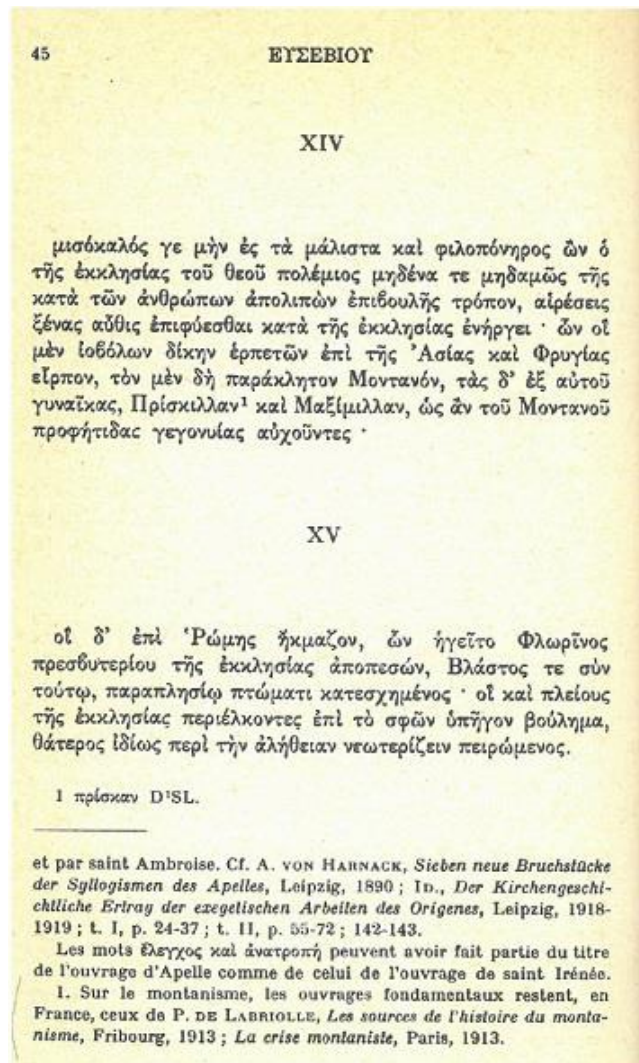 45
ΕΥΣΕΒΙΟΥ
XIV
μισόκαλός γε μὴν ἐς τὰ μάλιστα καὶ φιλοπόνηρος ὢν ὁ
τῆς ἐκκλησίας τοῦ θεοῦ πολέμιος μηδένα τε μηδαμῶς τῆς
κατὰ τῶν ἀνθρώπων ἀπολιπὼν ἐπιβουλῆς τρόπον, αἱρέσεις
ξένας αὖθις ἐπιφύεσθαι κατὰ τῆς ἐκκλησίας ἐνήργει · ὧν οἳ
μὲν ἰοβόλων δίκην ἑρπετῶν ἐπὶ τῆς Ἀσίας καὶ Φρυγίας
εἷρπον, τὸν μὲν δὴ παράκλητον Μοντανόν, τὰς δ' ἐξ αὐτοῦ
γυναῖκας, Πρίσκιλλαν¹ καὶ Μαξίμιλλαν, ὡς ἂν τοῦ Μοντανοῦ
προφήτιδας γεγονυίας αὐχοῦντες ·
XV
οἳ δ' ἐπὶ Ῥώμης ἤκμαζον, ὧν ἡγεῖτο Φλωρῖνος
πρεσβυτερίου τῆς ἐκκλησίας ἀποπεσών, Βλάστος τε σὺν
τούτῳ, παραπλησίῳ πτώματι κατεσχημένος · οἳ καὶ πλείους
τῆς ἐκκλησίας περιέλκοντες ἐπὶ τὸ σφῶν ὑπῆγον βούλημα,
θάτερος ἰδίως περὶ τὴν ἀλήθειαν νεωτερίζειν πειρώμενος.
1 πρίσκαν D¹SL.
et par saint Ambroise. Cf. A. VON HARNACK, Sieben neue Bruchstücke
der Syllogismen des Apelles, Leipzig, 1890 ; ID., Der Kirchengeschi-
chtliche Ertrag der exegetischen Arbeiten des Origenes, Leipzig, 1918-
1919 ; t. I, p. 24-37 ; t. II, p. 55-72 ; 142-143.
Les mots ἔλεγχος καὶ ἀνατροπή peuvent avoir fait partie du titre
de l'ouvrage d'Apelle comme de celui de l'ouvrage de saint Irénée.
1. Sur le montanisme, les ouvrages fondamentaux restent, en
France, ceux de P. DE LABRIOLLE, Les sources de l'histoire du monta-
nisme, Fribourg, 1913 ; La crise montaniste, Paris, 1913.